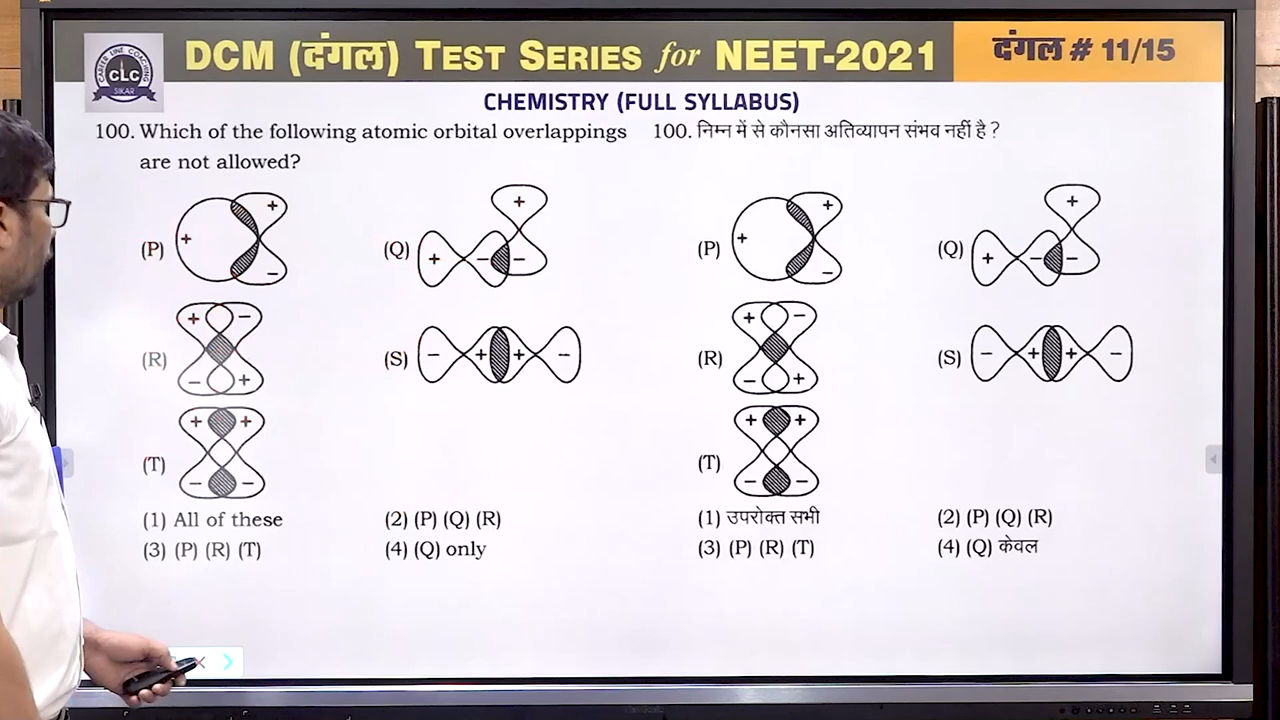 CAREER LINE COACHING
CLC
SIKAR
DCM (दंगल) TEST SERIES for NEET-2021
दंगल # 11/15
CHEMISTRY (FULL SYLLABUS)
100. Which of the following atomic orbital overlappings
are not allowed?
(P) + + −
(Q) + − − +
(R) + − − +
(S) − + + −
(T) + + − −
(1) All of these
(2) (P) (Q) (R)
(3) (P) (R) (T)
(4) (Q) only
100. निम्न में से कौनसा अतिव्यापन संभव नहीं है ?
(P) + + −
(Q) + − − +
(R) + − − +
(S) − + + −
(T) + + − −
(1) उपरोक्त सभी
(2) (P) (Q) (R)
(3) (P) (R) (T)
(4) (Q) केवल